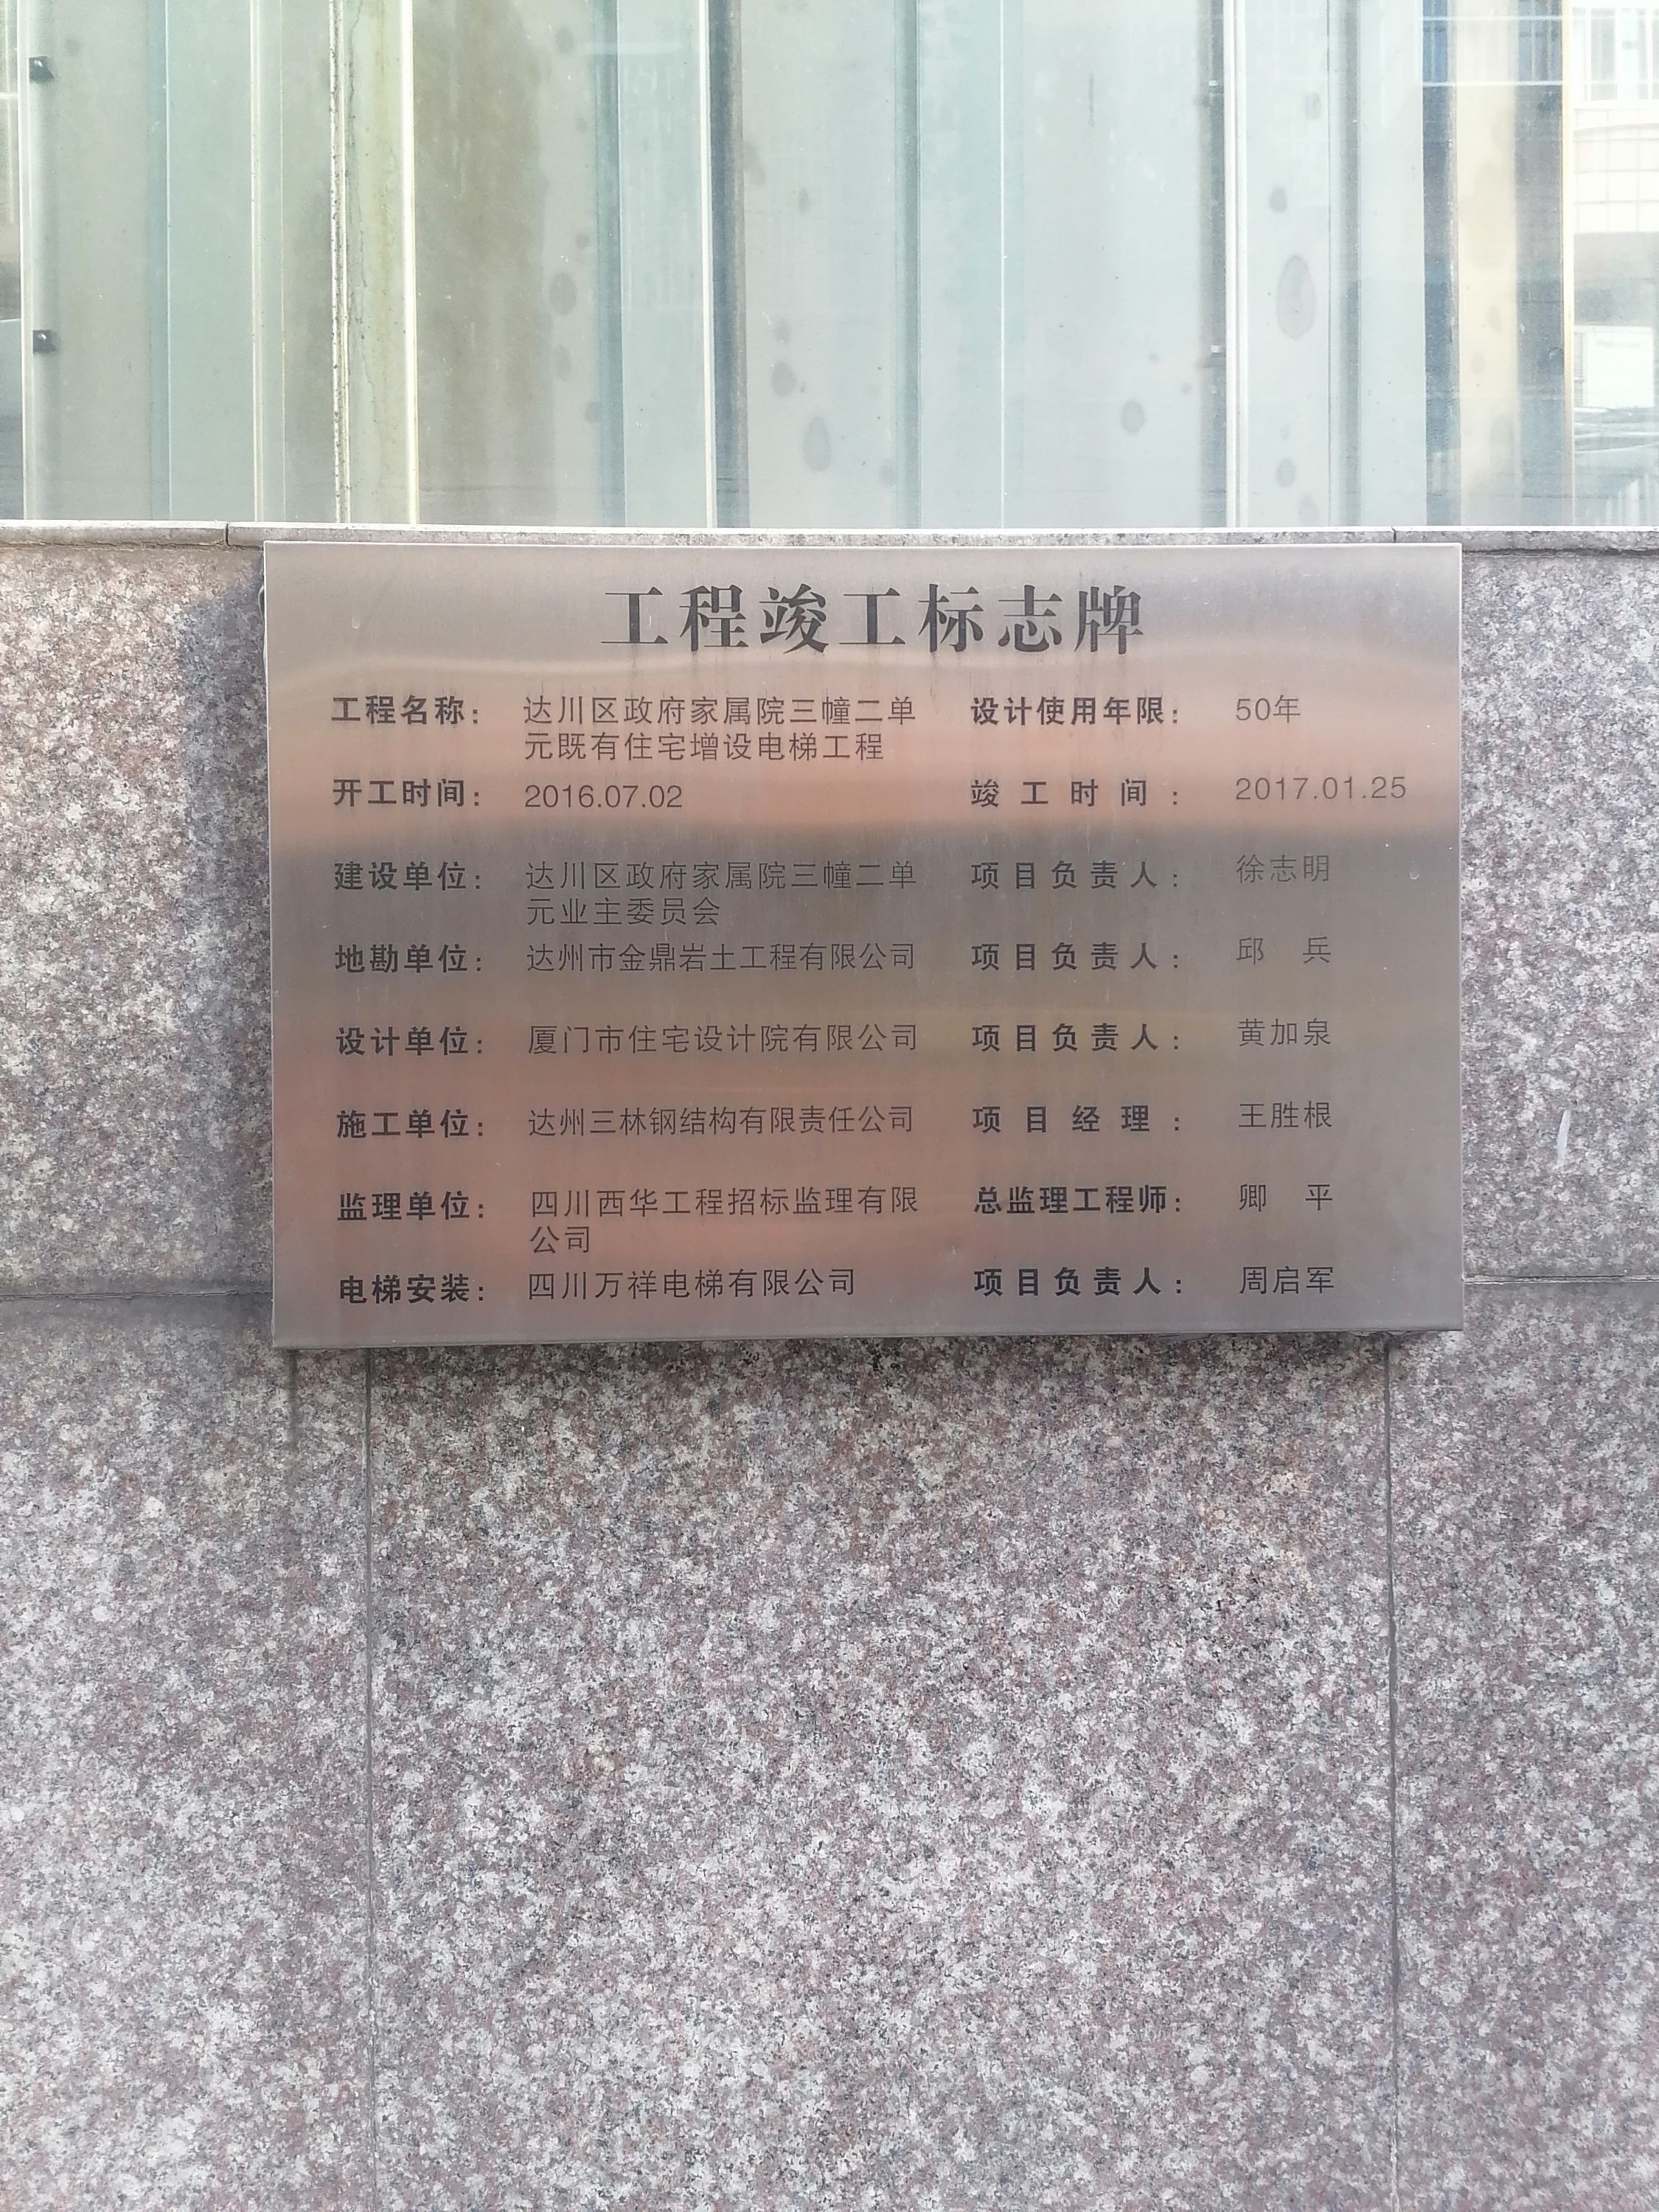 工程竣工标志牌
工程名称： 达川区政府家属院三幢二单 设计使用年限： 50年
元既有住宅增设电梯工程
开工时间： 2016.07.02 竣工时间： 2017.01.25
建设单位： 达川区政府家属院三幢二单 项目负责人： 徐志明
元业主委员会
地勘单位： 达州市金鼎岩土工程有限公司 项目负责人： 邱 兵
设计单位： 厦门市住宅设计院有限公司 项目负责人： 黄加泉
施工单位： 达州三林钢结构有限责任公司 项目经理： 王胜根
监理单位： 四川西华工程招标监理有限 总监理工程师： 卿 平
公司
电梯安装： 四川万祥电梯有限公司 项目负责人： 周启军